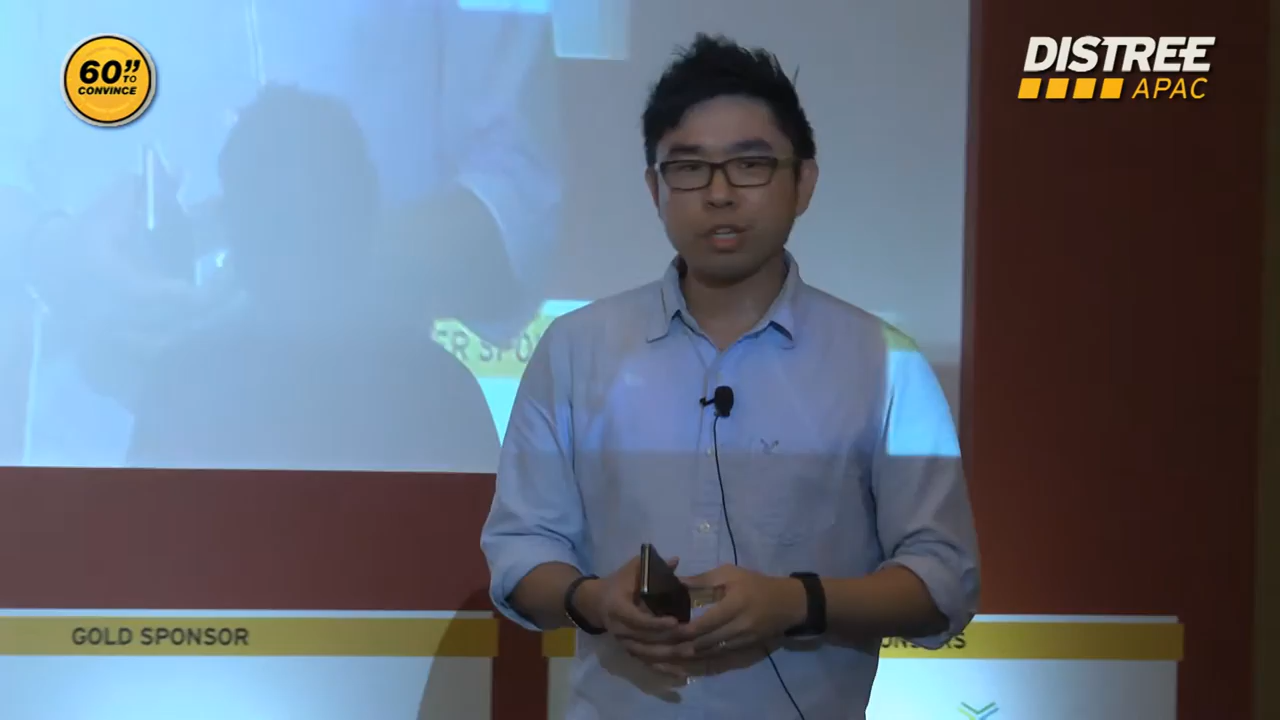 60”
TO
CONVINCE
DISTREE
APAC
GOLD SPONSOR